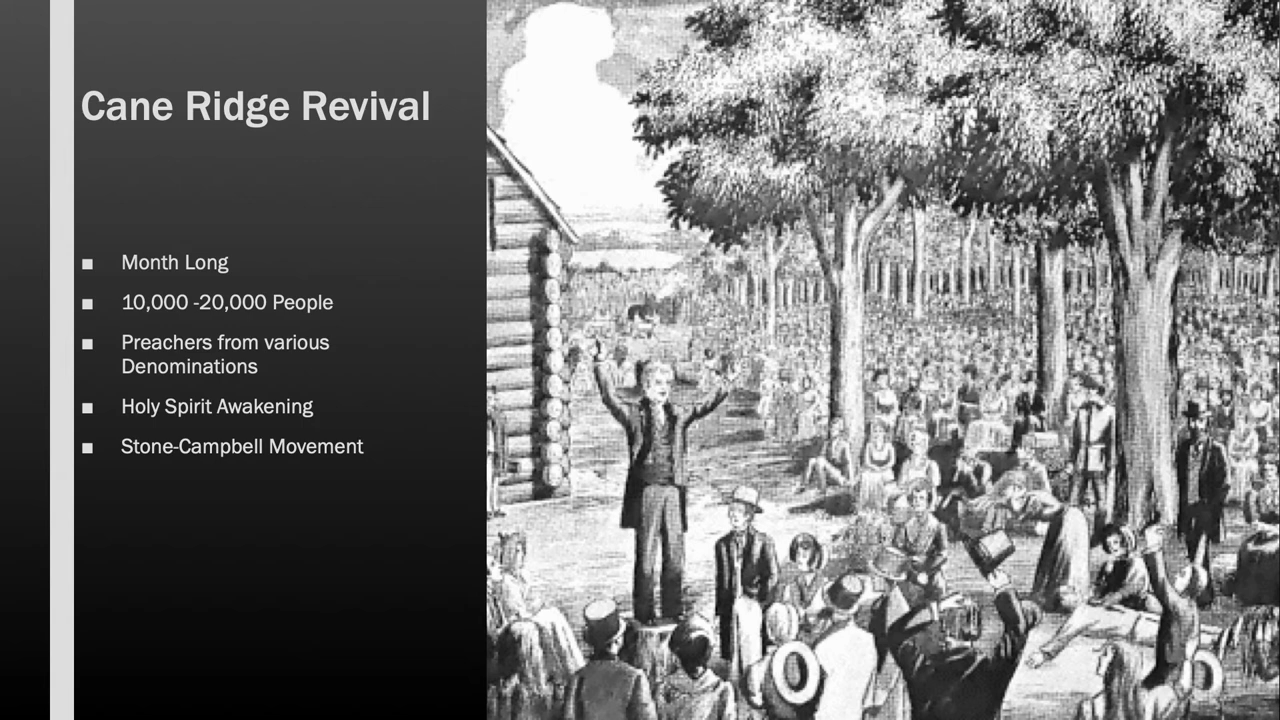 Cane Ridge Revival
▪ Month Long
▪ 10,000 -20,000 People
▪ Preachers from various
Denominations
▪ Holy Spirit Awakening
▪ Stone-Campbell Movement